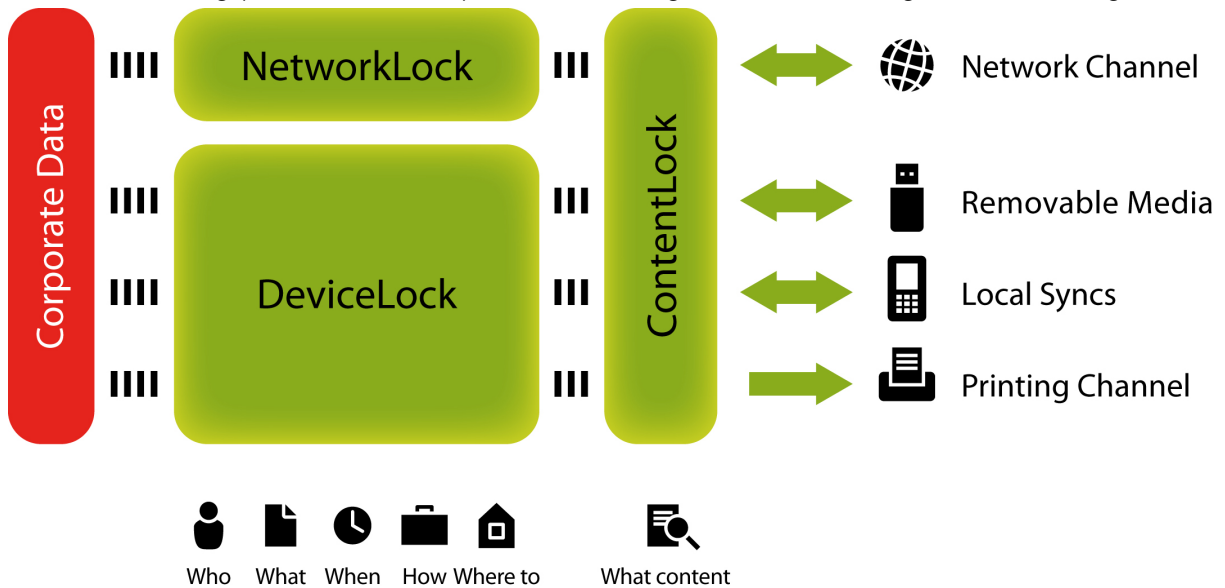 Corporate Data
NetworkLock
DeviceLock
ContentLock
Network Channel
Removable Media
Local Syncs
Printing Channel
Who What When How Where to
What content